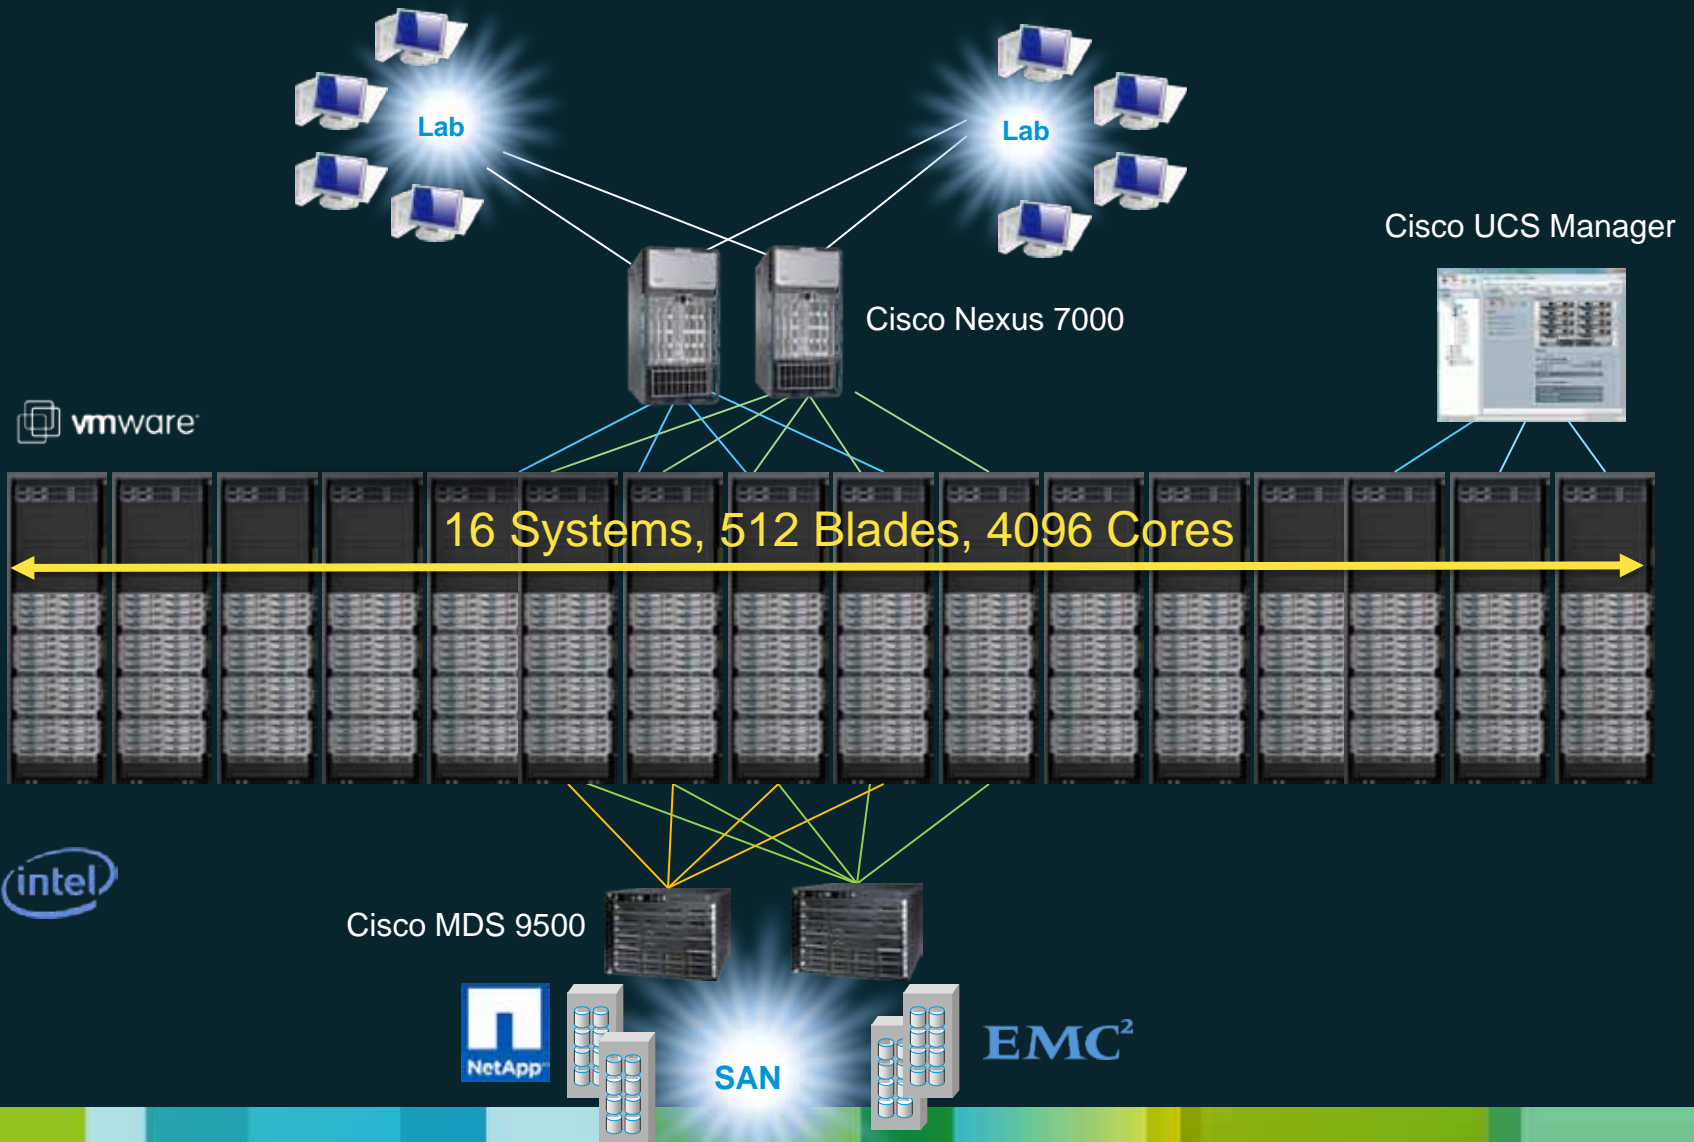 Lab
Lab
Cisco UCS Manager
Cisco Nexus 7000
vmware
16 Systems, 512 Blades, 4096 Cores
intel
Cisco MDS 9500
NetApp
EMC²
SAN